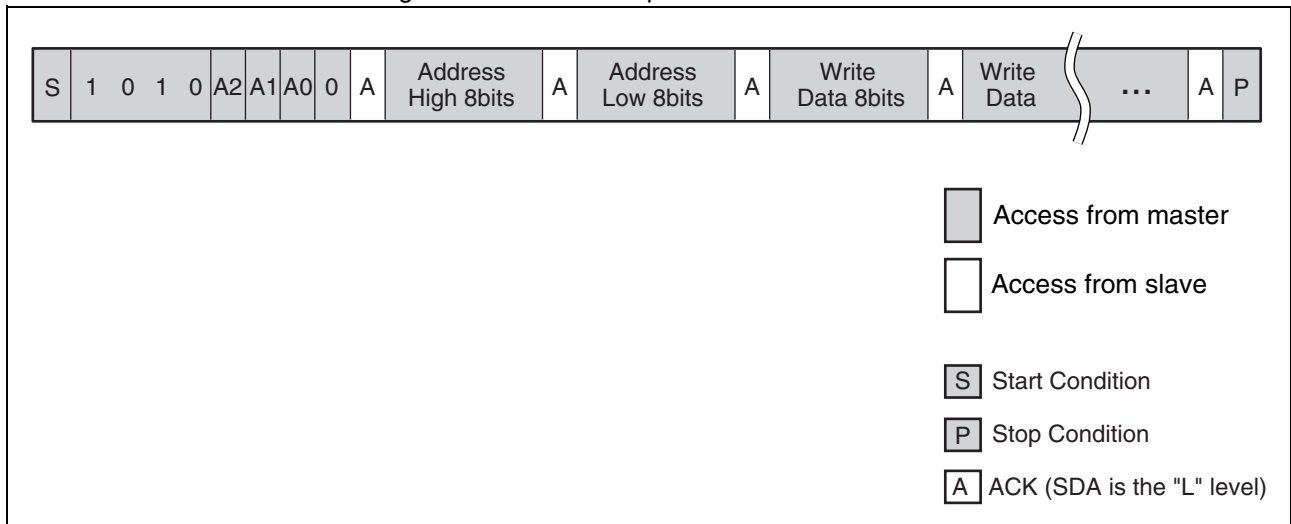 S 1 0 1 0 A2 A1 A0 0 A Address High 8bits A Address Low 8bits A Write Data 8bits A Write Data ... A P
Access from master
Access from slave
S Start Condition
P Stop Condition
A ACK (SDA is the "L" level)